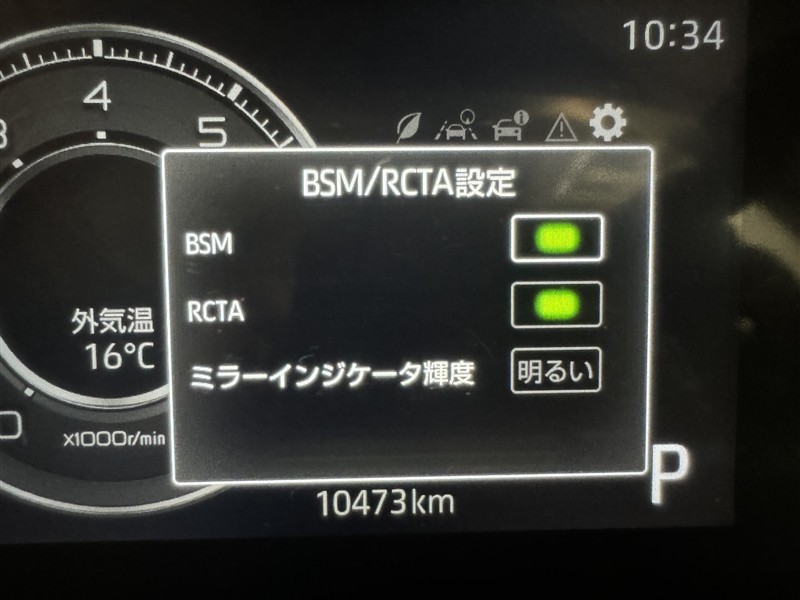 10:34
4
5
BSM/RCTA設定
BSM
RCTA
外気温
16°C
ミラーインジケータ輝度 明るい
x1000r/min
10473km
P